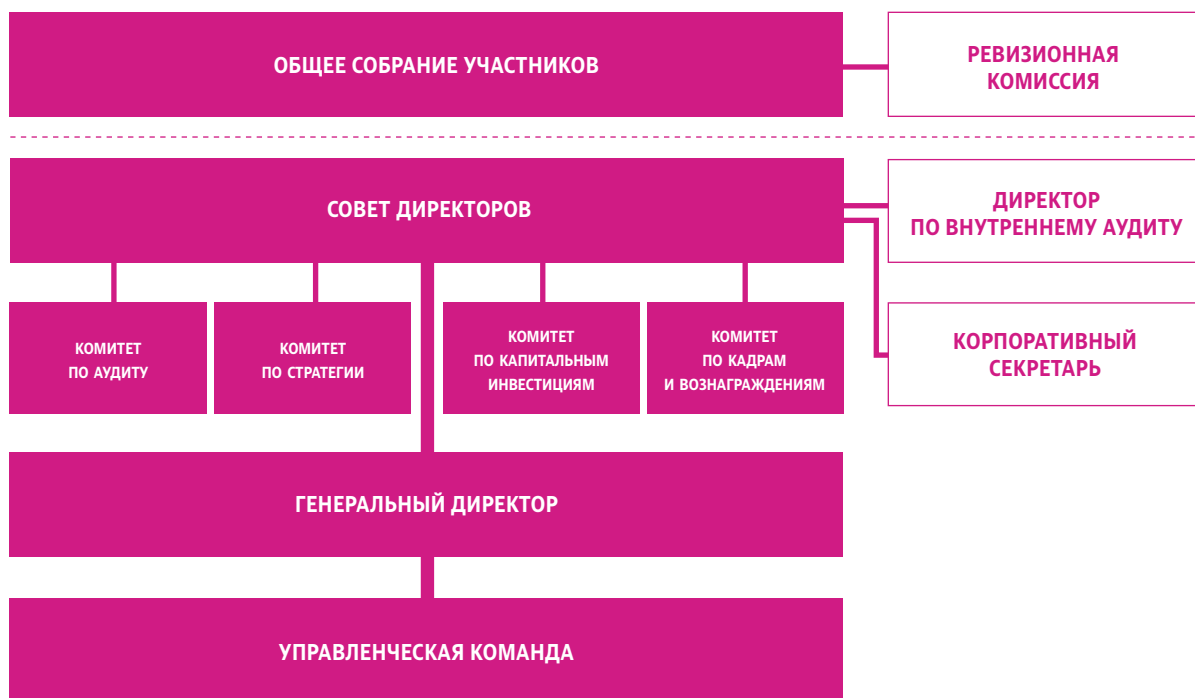 ОБЩЕЕ СОБРАНИЕ УЧАСТНИКОВ
РЕВИЗИОННАЯ
КОМИССИЯ
СОВЕТ ДИРЕКТОРОВ
ДИРЕКТОР
ПО ВНУТРЕННЕМУ АУДИТУ
КОМИТЕТ
ПО АУДИТУ
КОМИТЕТ
ПО СТРАТЕГИИ
КОМИТЕТ
ПО КАПИТАЛЬНЫМ
ИНВЕСТИЦИЯМ
КОМИТЕТ
ПО КАДРАМ
И ВОЗНАГРАЖДЕНИЯМ
КОРПОРАТИВНЫЙ
СЕКРЕТАРЬ
ГЕНЕРАЛЬНЫЙ ДИРЕКТОР
УПРАВЛЕНЧЕСКАЯ КОМАНДА